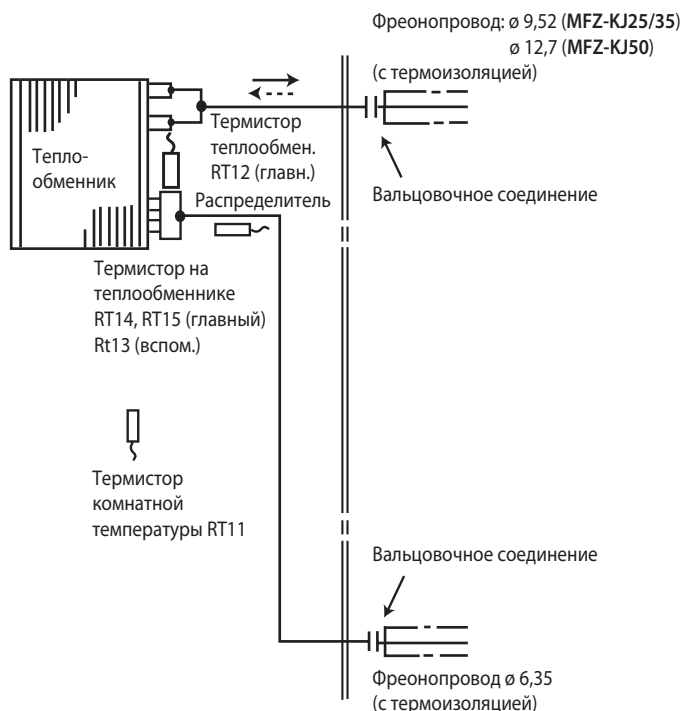 Фреонопровод: ø 9,52 (MFZ-KJ25/35)
ø 12,7 (MFZ-KJ50)
(с термоизоляцией)
Тепло-
обменник
Термистор
теплообмен.
RT12 (главн.)
Распределитель
Вальцовочное соединение
Термистор на
теплообменнике
RT14, RT15 (главный)
Rt13 (вспом.)
Термистор
комнатной
температуры RT11
Вальцовочное соединение
Фреонопровод ø 6,35
(с термоизоляцией)